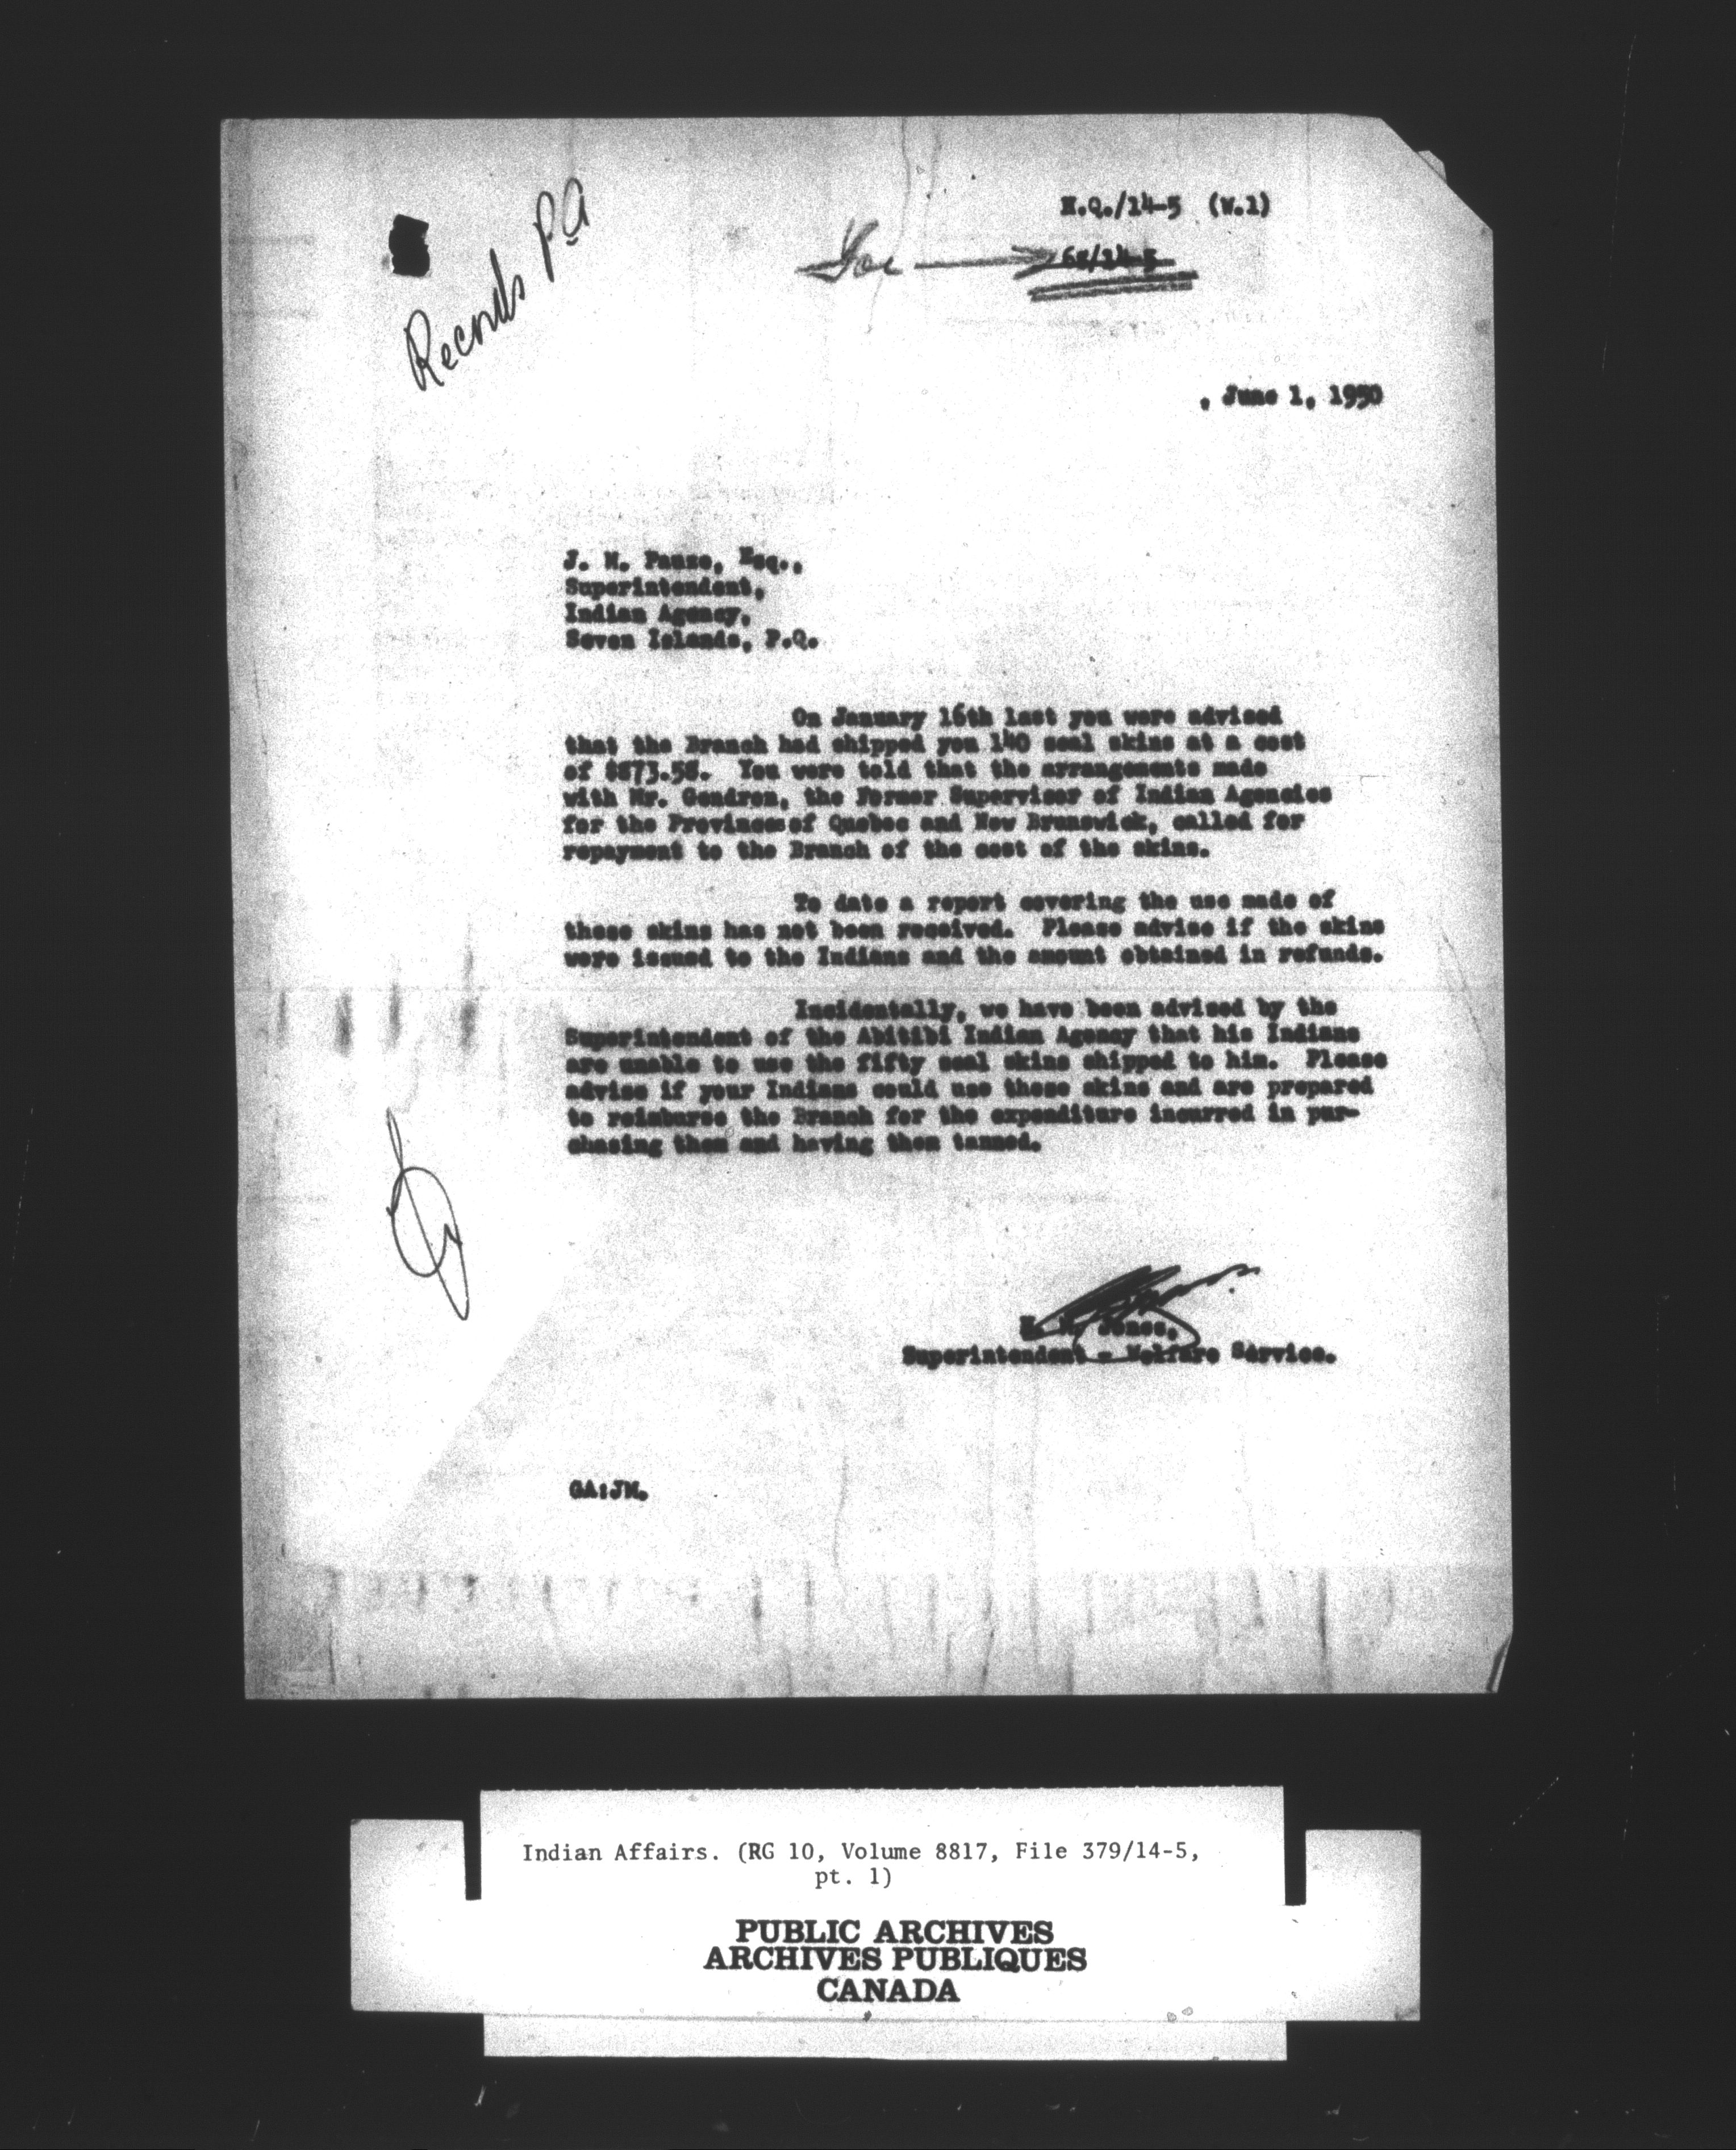 Records PA
H.Q./14-5 (W.1)
For
, June 1, 1950
J. M. Pauze, Esq.,
Superintendent,
Indian Agency,
Seven Islands, P.Q.
On January 16th last you were advised
that the Branch had shipped you 140 seal skins at a cost
of $873.58. You were told that the arrangements made
with Mr. Gendron, the Former Supervisor of Indian Agencies
for the Provinces of Quebec and New Brunswick, called for
repayment to the Branch of the cost of the skins.
To date a report covering the use made of
these skins has not been received. Please advise if the skins
were issued to the Indians and the amount obtained in refunds.
Incidentally, we have been advised by the
Superintendent of the Abitibi Indian Agency that his Indians
are unable to use the fifty seal skins shipped to him. Please
advise if your Indians could use these skins and are prepared
to reimburse the Branch for the expenditure incurred in pur-
chasing them and having them tanned.
Jones,
Superintendent - Welfare Service.
GA:JM.
Indian Affairs. (RG 10, Volume 8817, File 379/14-5,
pt. 1)
PUBLIC ARCHIVES
ARCHIVES PUBLIQUES
CANADA